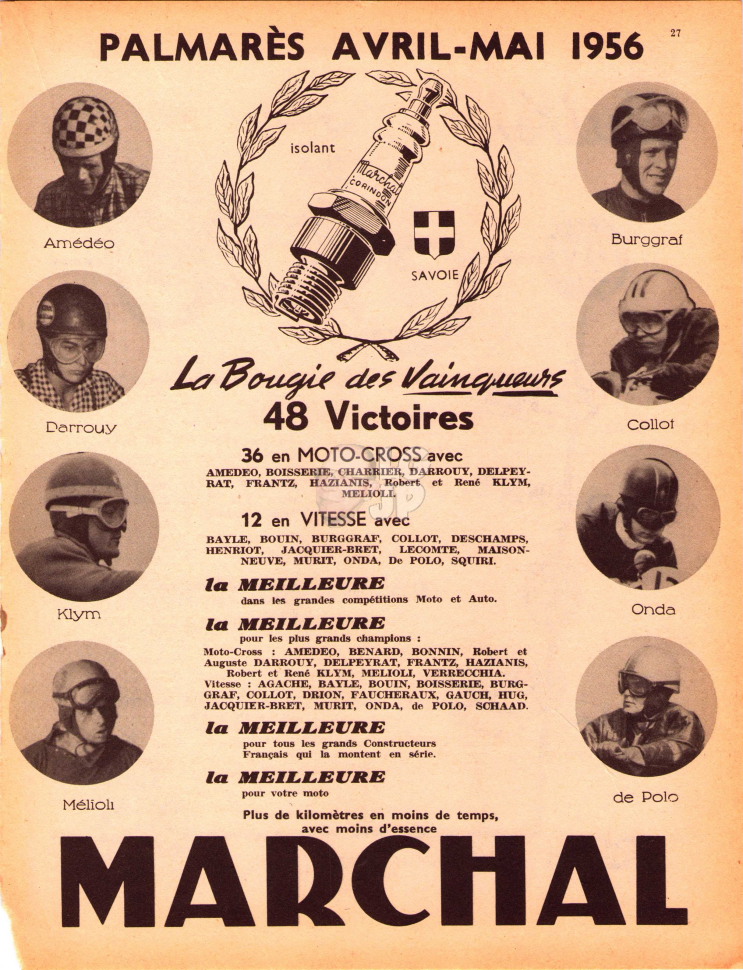 27
PALMARÈS AVRIL-MAI 1956
isolant
Marchal
CORINDON
SAVOIE
Amédéo
Burggraf
Darrouy
Collot
Klym
Onda
Mélioli
de Polo
La Bougie des Vainqueurs
48 Victoires
36 en MOTO-CROSS avec
AMEDEO, BOISSERIE, CHARRIER, DARROUY, DELPEY-
RAT, FRANTZ, HAZIANIS, Robert et René KLYM,
MELIOLI.
JP
12 en VITESSE avec
BAYLE, BOUIN, BURGGRAF, COLLOT, DESCHAMPS,
HENRIOT, JACQUIER-BRET, LECOMTE, MAISON-
NEUVE, MURIT, ONDA, De POLO, SQUIRI.
la MEILLEURE
dans les grandes compétitions Moto et Auto.
la MEILLEURE
pour les plus grands champions :
Moto-Cross : AMEDEO, BENARD, BONNIN, Robert et
Auguste DARROUY, DELPEYRAT, FRANTZ, HAZIANIS,
Robert et René KLYM, MELIOLI, VERRECCHIA.
Vitesse : AGACHE, BAYLE, BOUIN, BOISSERIE, BURG-
GRAF, COLLOT, DRION, FAUCHERAUX, GAUCH, HUG,
JACQUIER-BRET, MURIT, ONDA, de POLO, SCHAAD.
la MEILLEURE
pour tous les grands Constructeurs
Français qui la montent en série.
la MEILLEURE
pour votre moto
Plus de kilomètres en moins de temps,
avec moins d'essence
MARCHAL